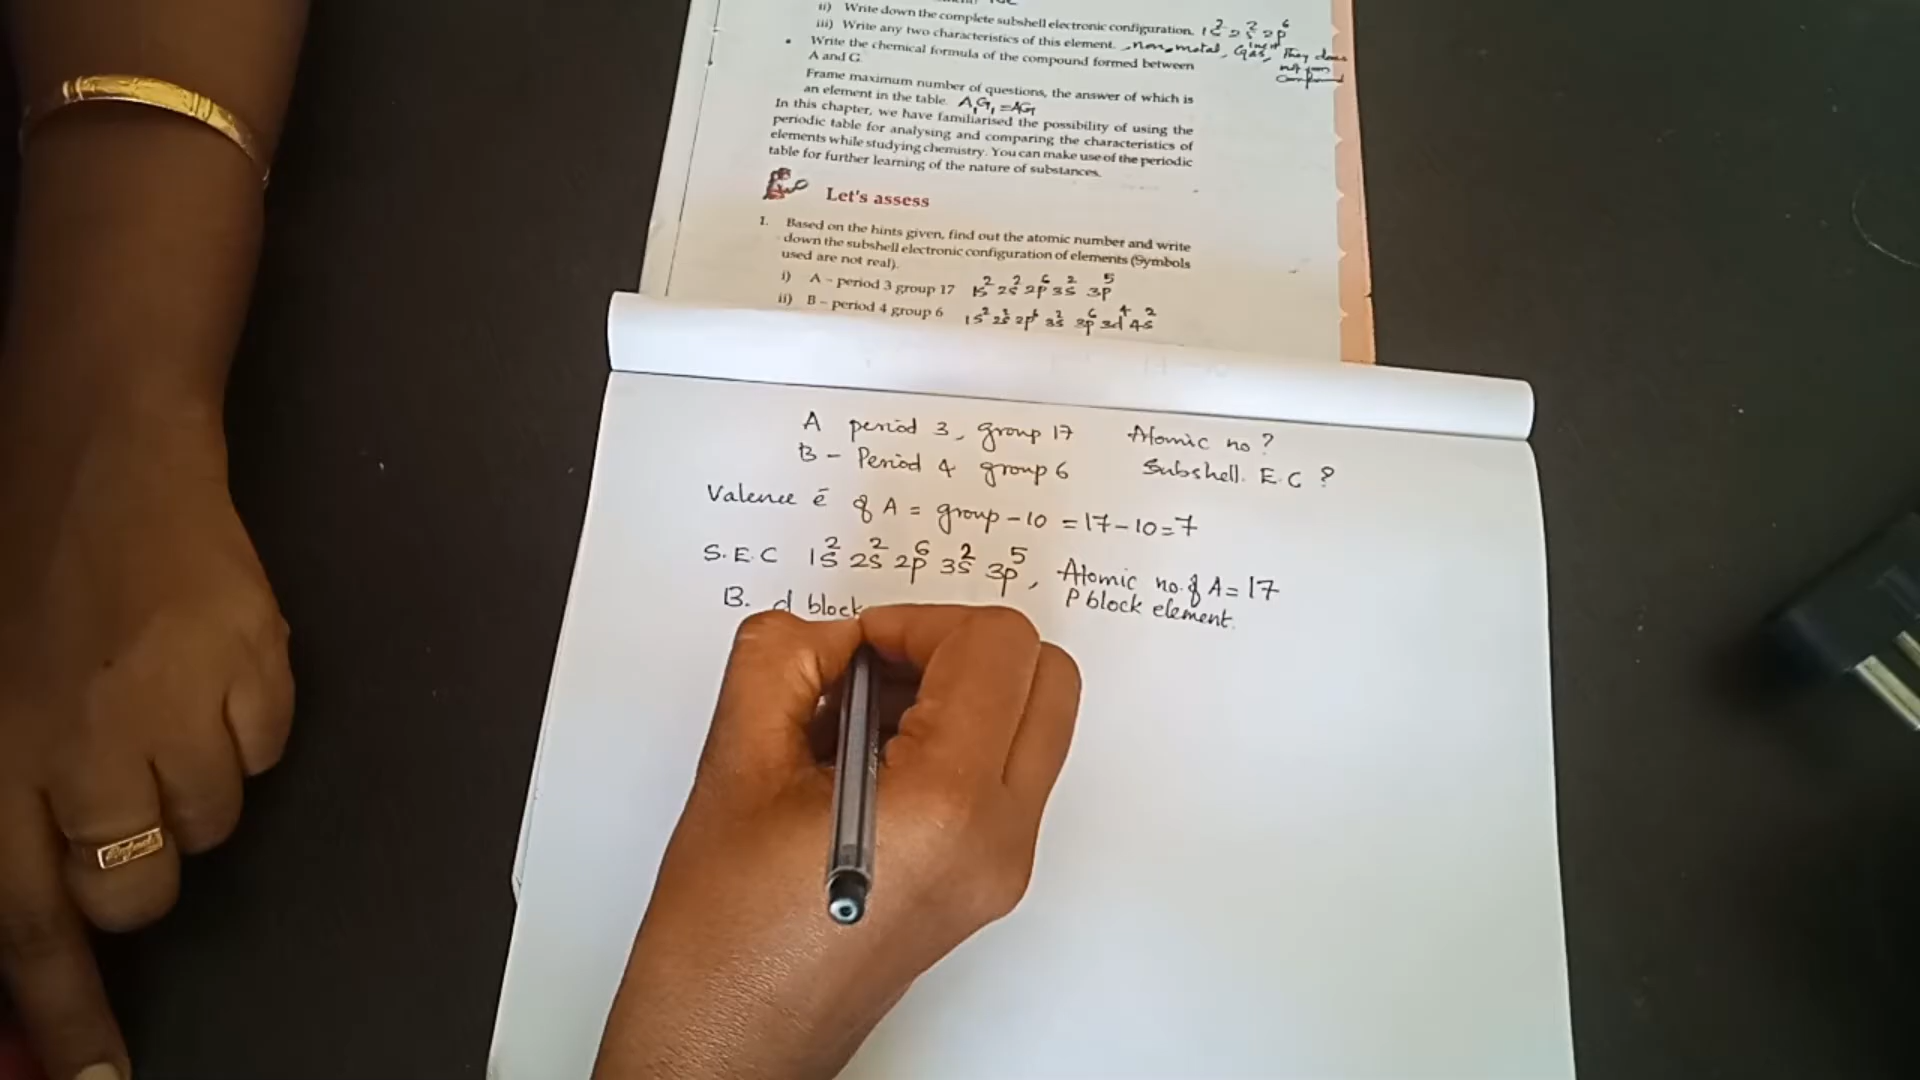 ii) Write down the complete subshell electronic configuration. 1s² 2s² 2p⁶
iii) Write any two characteristics of this element. non metal, Gas, They does
Write the chemical formula of the compound formed between
A and G.
Frame maximum number of questions, the answer of which is
an element in the table. A₁G₁ = AG
In this chapter, we have familiarised the possibility of using the
periodic table for analysing and comparing the characteristics of
elements while studying chemistry. You can make use of the periodic
table for further learning of the nature of substances.
Let's assess
1. Based on the hints given, find out the atomic number and write
down the subshell electronic configuration of elements (Symbols
used are not real).
i) A – period 3 group 17 1s² 2s² 2p⁶ 3s² 3p⁵
ii) B – period 4 group 6 1s² 2s² 2p⁶ 3s² 3p⁶ 3d⁴ 4s²
A period 3, group 17 Atomic no ?
B – Period 4 group 6 Subshell. E.C ?
Valence ē of A = group – 10 = 17 – 10 = 7
S.E.C 1s² 2s² 2p⁶ 3s² 3p⁵, Atomic no. of A = 17
P block element.
B. d block